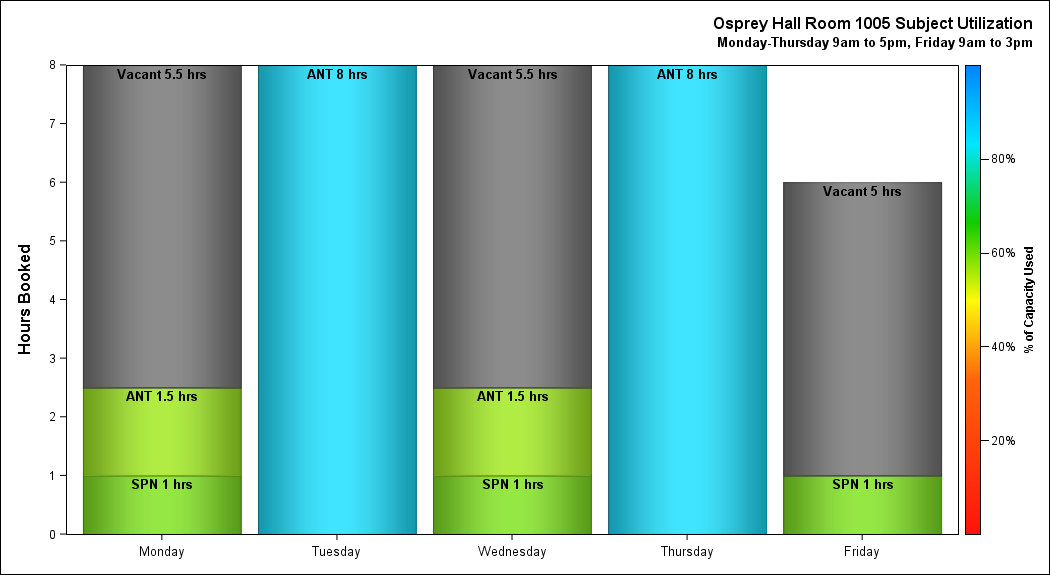 Osprey Hall Room 1005 Subject Utilization
Monday-Thursday 9am to 5pm, Friday 9am to 3pm
Hours Booked
8
7
6
5
4
3
2
1
0
Vacant 5.5 hrs
ANT 1.5 hrs
SPN 1 hrs
ANT 8 hrs
Vacant 5.5 hrs
ANT 1.5 hrs
SPN 1 hrs
ANT 8 hrs
Vacant 5 hrs
SPN 1 hrs
Monday
Tuesday
Wednesday
Thursday
Friday
80%
60%
40%
20%
% of Capacity Used